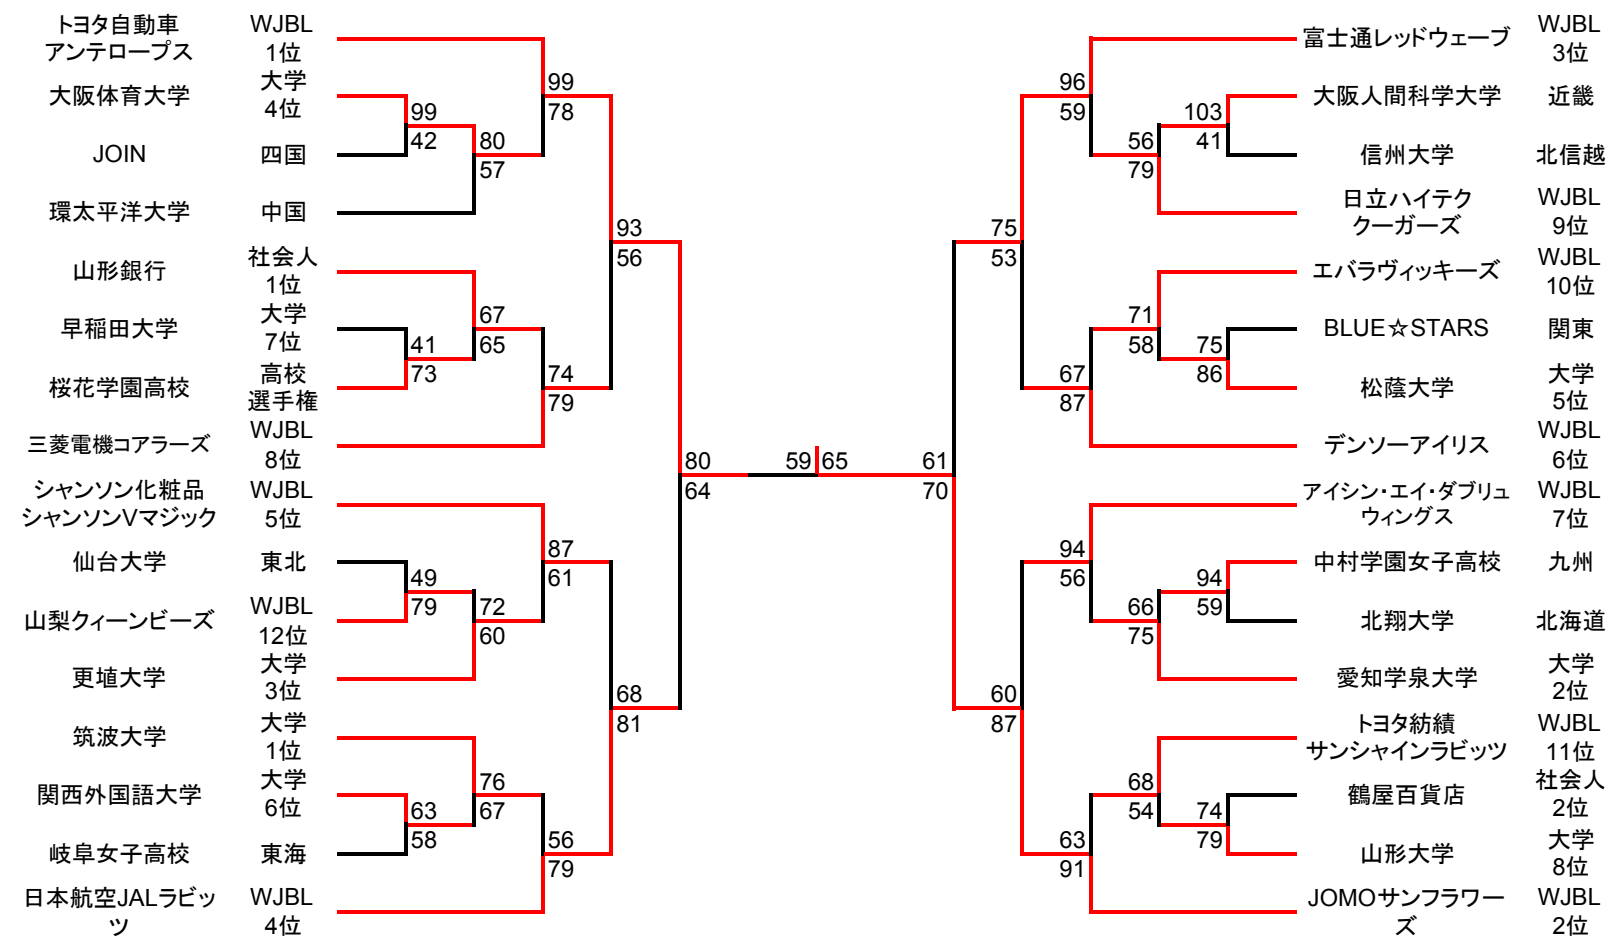 トヨタ自動車
アンテロープス
WJBL
1位
大阪体育大学
大学
4位
JOIN
四国
環太平洋大学
中国
山形銀行
社会人
1位
早稲田大学
大学
7位
桜花学園高校
高校
選手権
三菱電機コアラーズ
WJBL
8位
シャンソン化粧品
シャンソンVマジック
WJBL
5位
仙台大学
東北
山梨クィーンビーズ
WJBL
12位
更埴大学
大学
3位
筑波大学
大学
1位
関西外国語大学
大学
6位
岐阜女子高校
東海
日本航空JALラビッ
ツ
WJBL
4位
99
42
80
57
99
78
41
73
67
65
74
79
93
56
49
79
72
60
87
61
63
58
76
67
56
79
68
81
80
64
59
65
61
70
75
53
96
59
56
79
103
41
71
58
75
86
67
87
60
87
94
56
66
75
94
59
68
54
74
79
63
91
富士通レッドウェーブ
WJBL
3位
大阪人間科学大学
近畿
信州大学
北信越
日立ハイテク
クーガーズ
WJBL
9位
エバラヴィッキーズ
WJBL
10位
BLUE☆STARS
関東
松蔭大学
大学
5位
デンソーアイリス
WJBL
6位
アイシン・エイ・ダブリュ
ウィングス
WJBL
7位
中村学園女子高校
九州
北翔大学
北海道
愛知学泉大学
大学
2位
トヨタ紡績
サンシャインラビッツ
WJBL
11位
鶴屋百貨店
社会人
2位
山形大学
大学
8位
JOMOサンフラワー
ズ
WJBL
2位